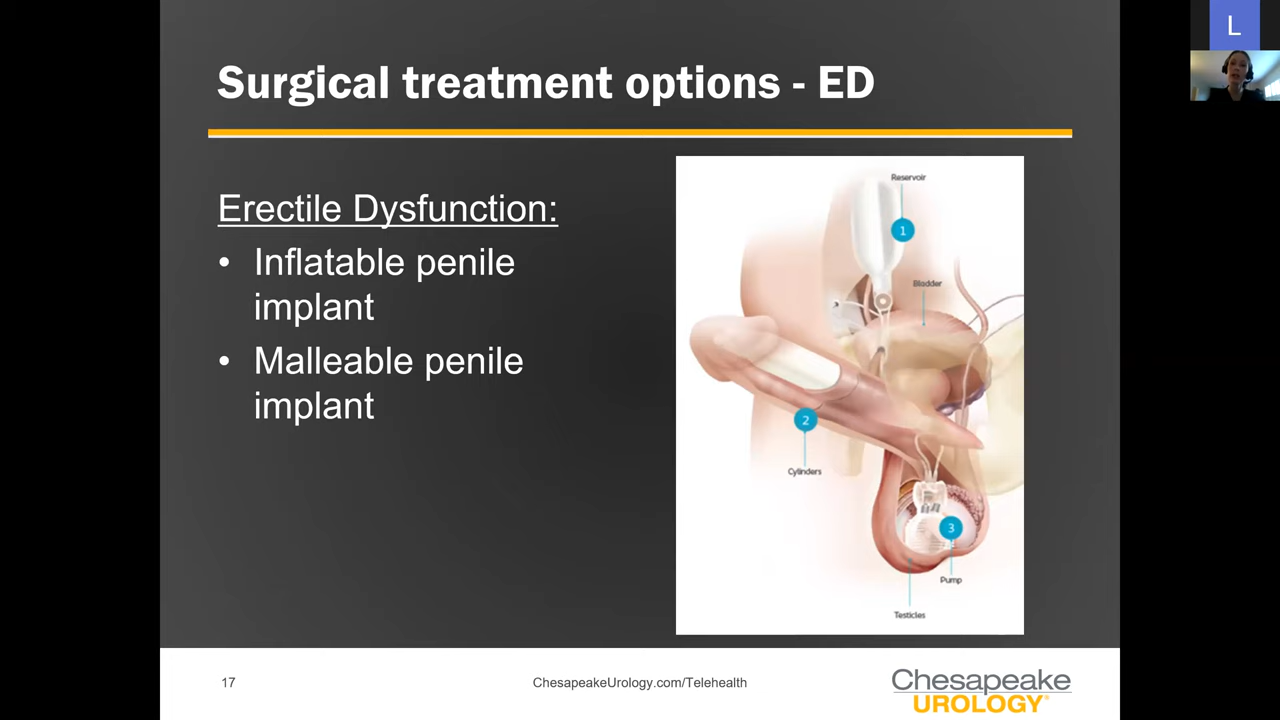 L
Surgical treatment options - ED
Erectile Dysfunction:
• Inflatable penile
implant
• Malleable penile
implant
Reservoir
1
Bladder
2
Cylinders
3
Pump
Testicles
17
ChesapeakeUrology.com/Telehealth
Chesapeake
UROLOGY®